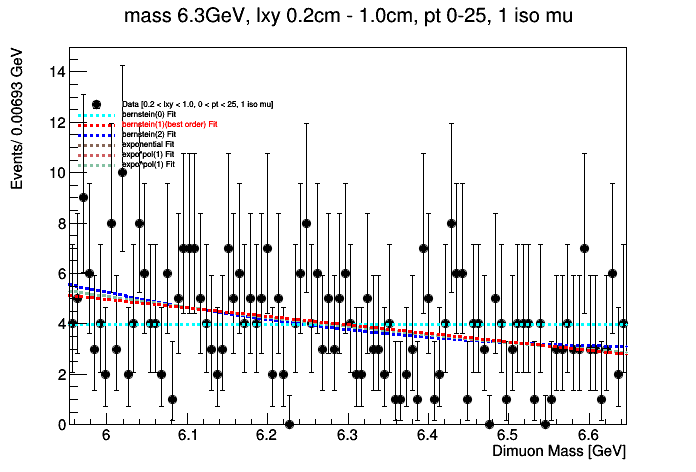 mass 6.3GeV, lxy 0.2cm - 1.0cm, pt 0-25, 1 iso mu
Events/ 0.00693 GeV
14
12
10
8
6
4
2
0
Data [0.2 < lxy < 1.0, 0 < pt < 25, 1 iso mu]
bernstein(0) Fit
bernstein(1)(best order) Fit
bernstein(2) Fit
exponential Fit
expo*pol(1) Fit
expo*pol(1) Fit
6 6.1 6.2 6.3 6.4 6.5 6.6
Dimuon Mass [GeV]